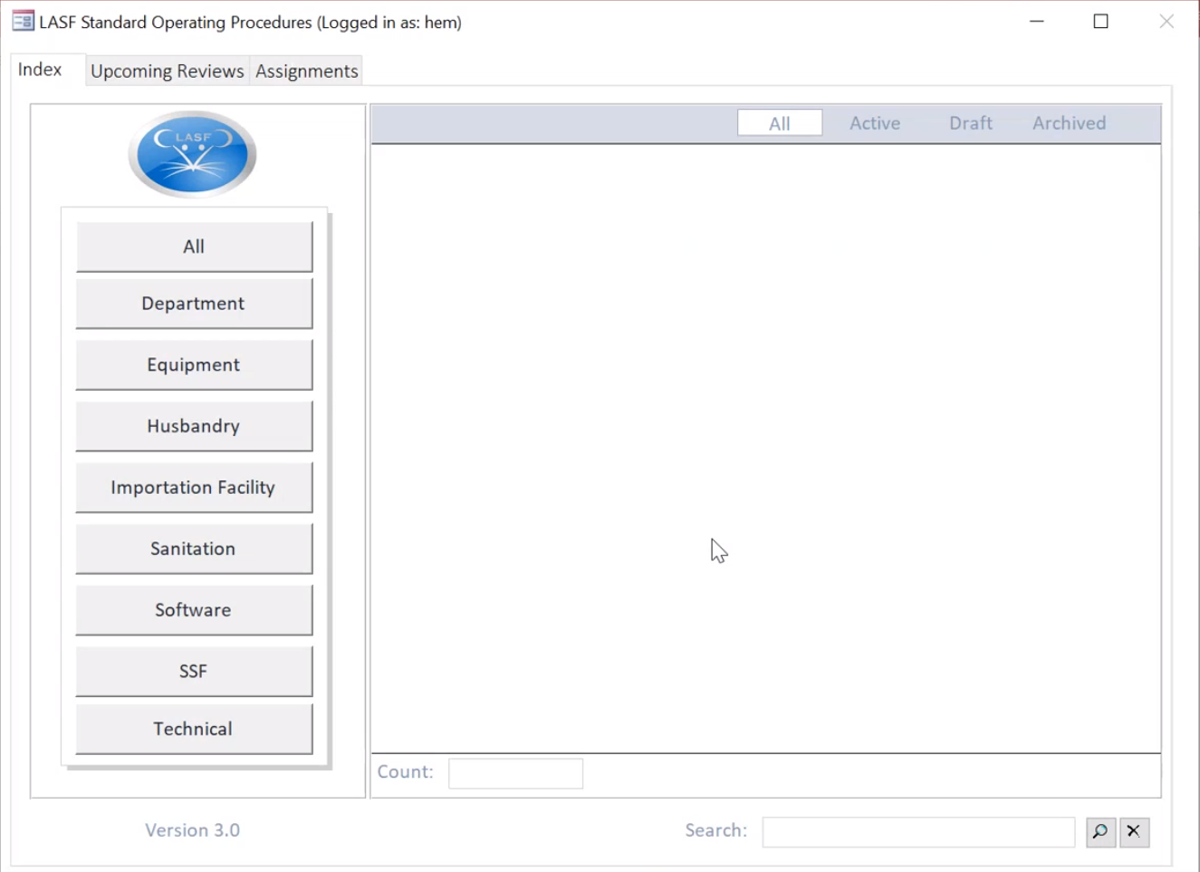 LASF Standard Operating Procedures (Logged in as: hem)
Index Upcoming Reviews Assignments
LASF
All Active Draft Archived
All
Department
Equipment
Husbandry
Importation Facility
Sanitation
Software
SSF
Technical
Count:
Version 3.0 Search: